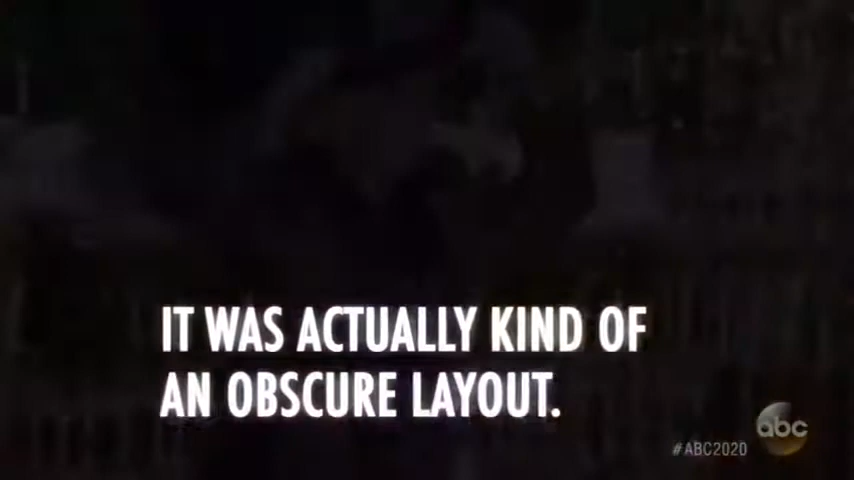 IT WAS ACTUALLY KIND OF
AN OBSCURE LAYOUT.
abc
#ABC2020